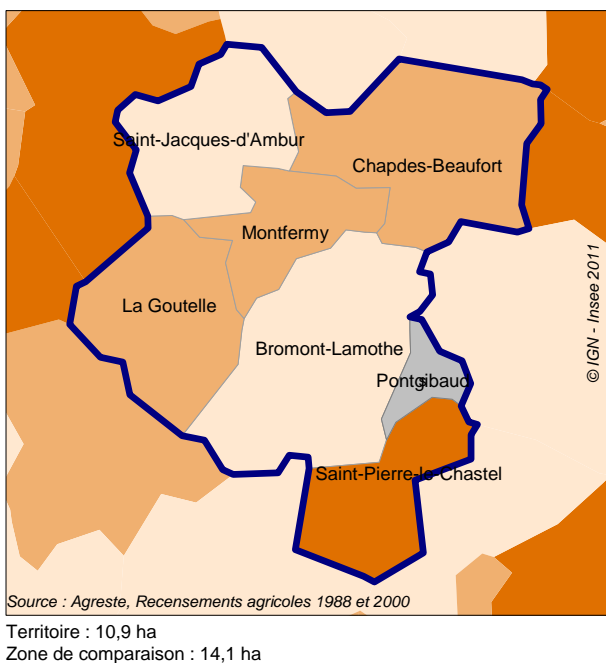 Saint-Jacques-d'Ambur
Chapdes-Beaufort
Montfermy
La Goutelle
Bromont-Lamothe
Pontgibaud
Saint-Pierre-le-Chastel
© IGN - Insee 2011
Source : Agreste, Recensements agricoles 1988 et 2000
Territoire : 10,9 ha
Zone de comparaison : 14,1 ha